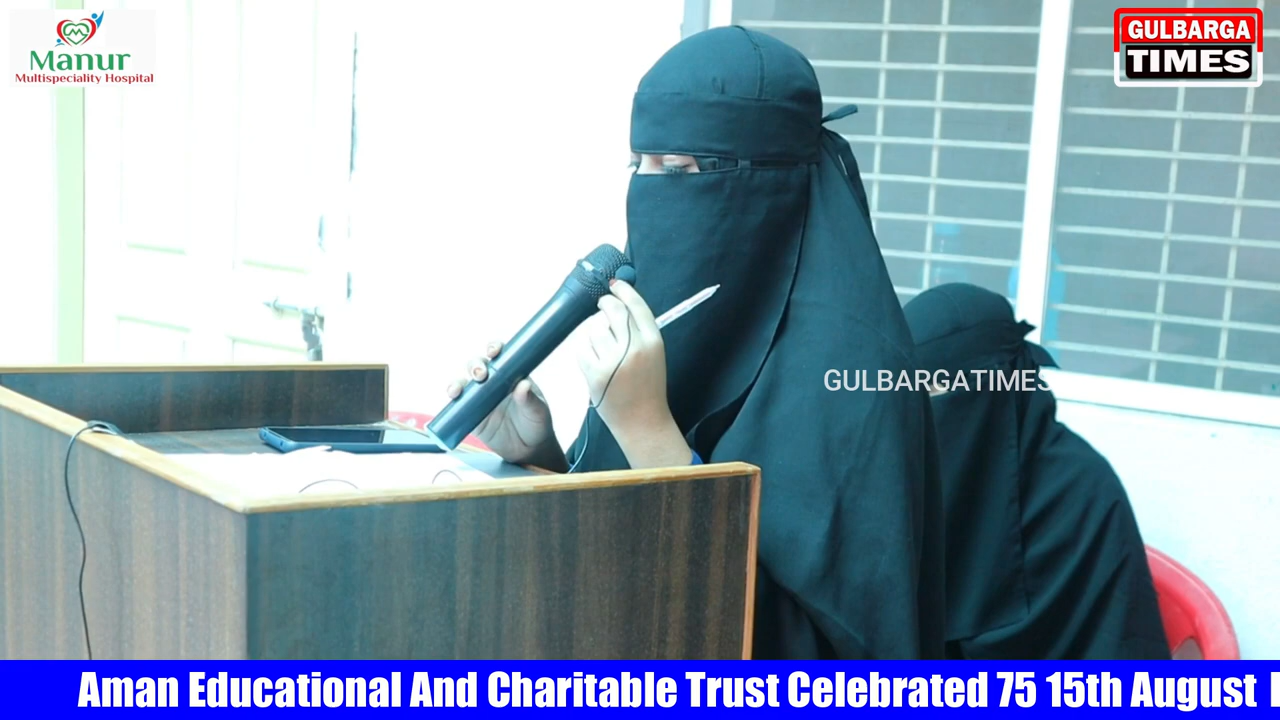 Manur
Multispeciality Hospital
GULBARGA
TIMES
GULBARGATIMES
Aman Educational And Charitable Trust Celebrated 75 15th August